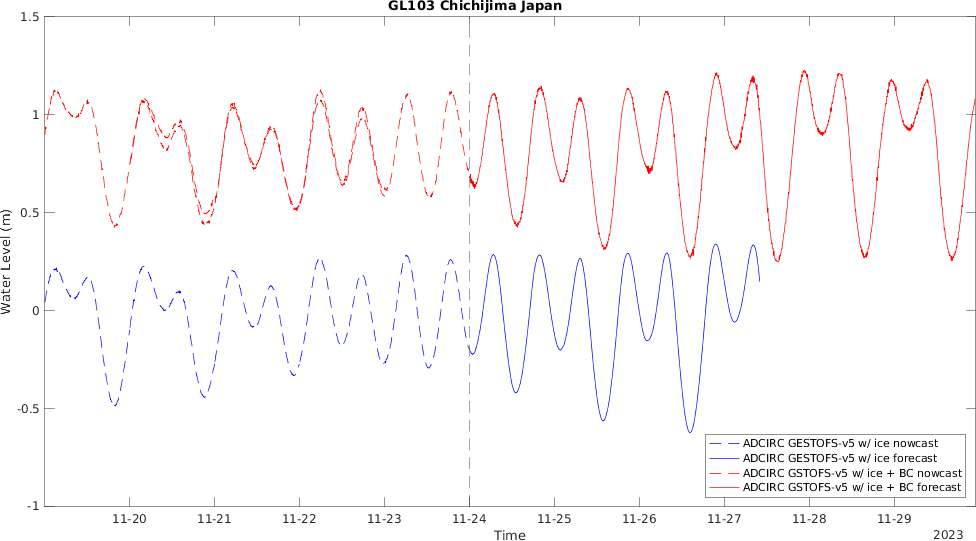 GL103 Chichijima Japan
1.5
1
0.5
0
-0.5
-1
Water Level (m)
11-20 11-21 11-22 11-23 11-24 11-25 11-26 11-27 11-28 11-29
Time
2023
ADCIRC GESTOFS-v5 w/ ice nowcast
ADCIRC GESTOFS-v5 w/ ice forecast
ADCIRC GSTOFS-v5 w/ ice + BC nowcast
ADCIRC GSTOFS-v5 w/ ice + BC forecast